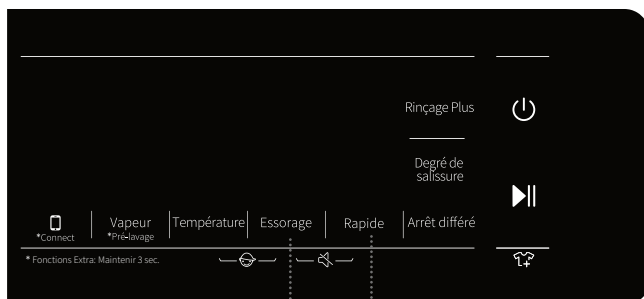 Rinçage Plus
Degré de
salissure
Vapeur Température Essorage Rapide Arrêt différé
*Connect *Pré-lavage
* Fonctions Extra: Maintenir 3 sec.